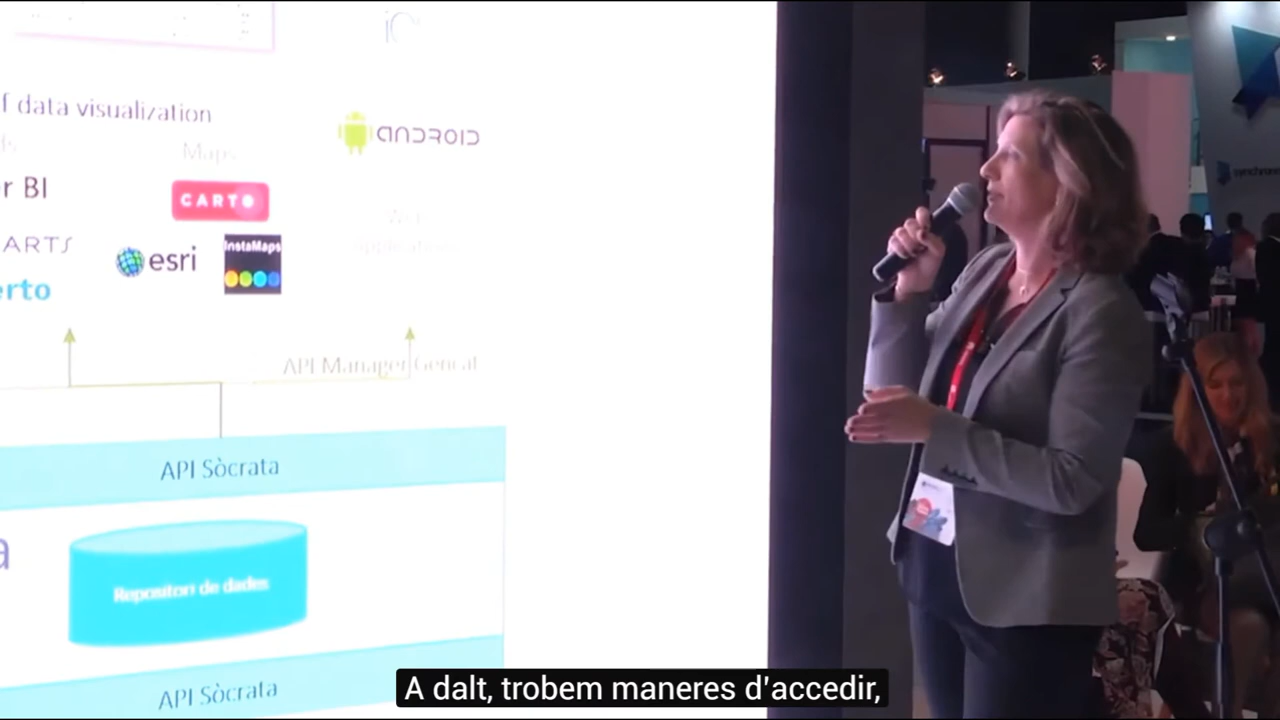 iOS
f data visualization
Maps
r BI
CARTO
ANDROID
ARTS
esri
InstaMaps
erto
API Manager Gencat
API Sòcrata
a
Repositori de dades
API Sòcrata
A dalt, trobem maneres d'accedir,